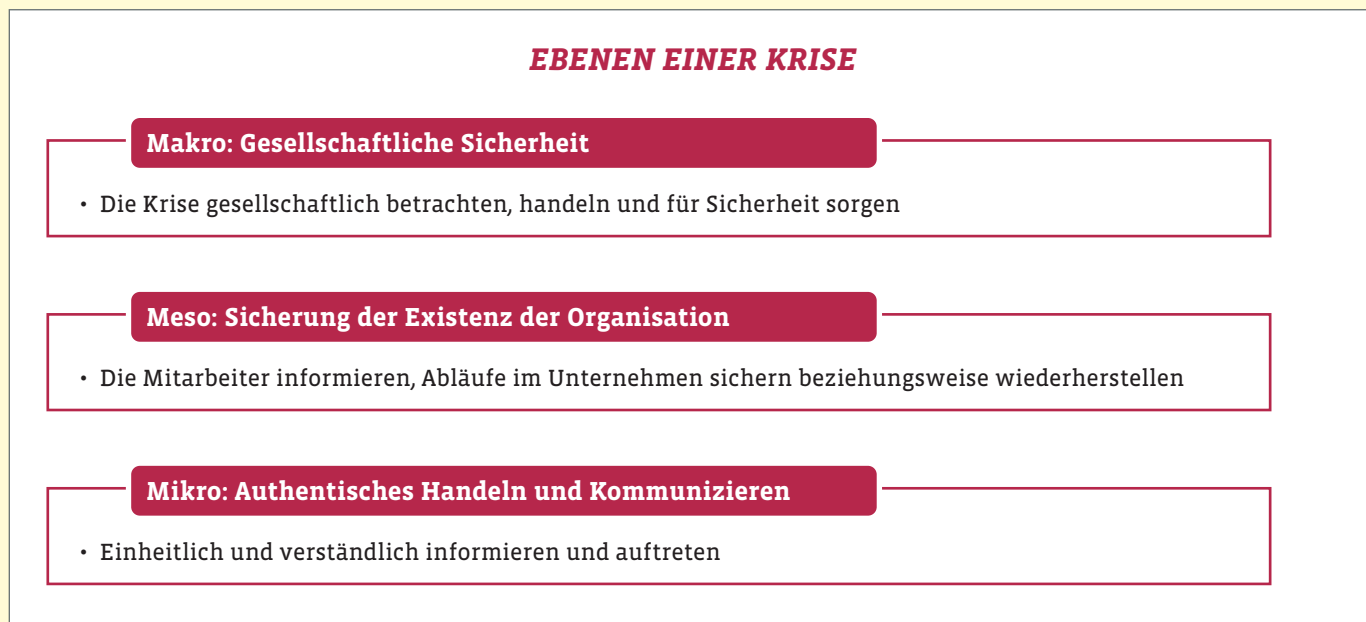 EBENEN EINER KRISE
Makro: Gesellschaftliche Sicherheit
• Die Krise gesellschaftlich betrachten, handeln und für Sicherheit sorgen
Meso: Sicherung der Existenz der Organisation
• Die Mitarbeiter informieren, Abläufe im Unternehmen sichern beziehungsweise wiederherstellen
Mikro: Authentisches Handeln und Kommunizieren
• Einheitlich und verständlich informieren und auftreten